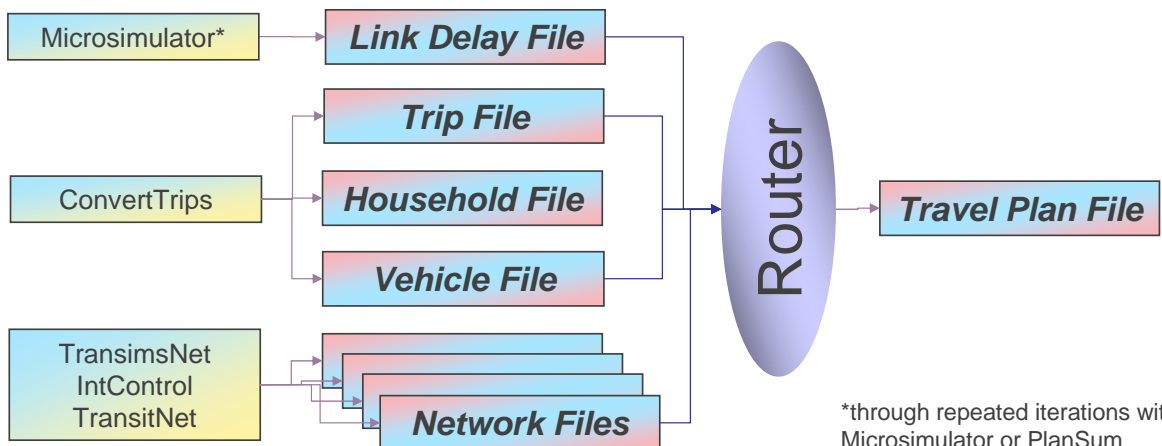 Microsimulator*
Link Delay File
Trip File
ConvertTrips
Household File
Vehicle File
Router
Travel Plan File
TransimsNet
IntControl
TransitNet
Network Files
*through repeated iterations
Microsimulator or PlanSum